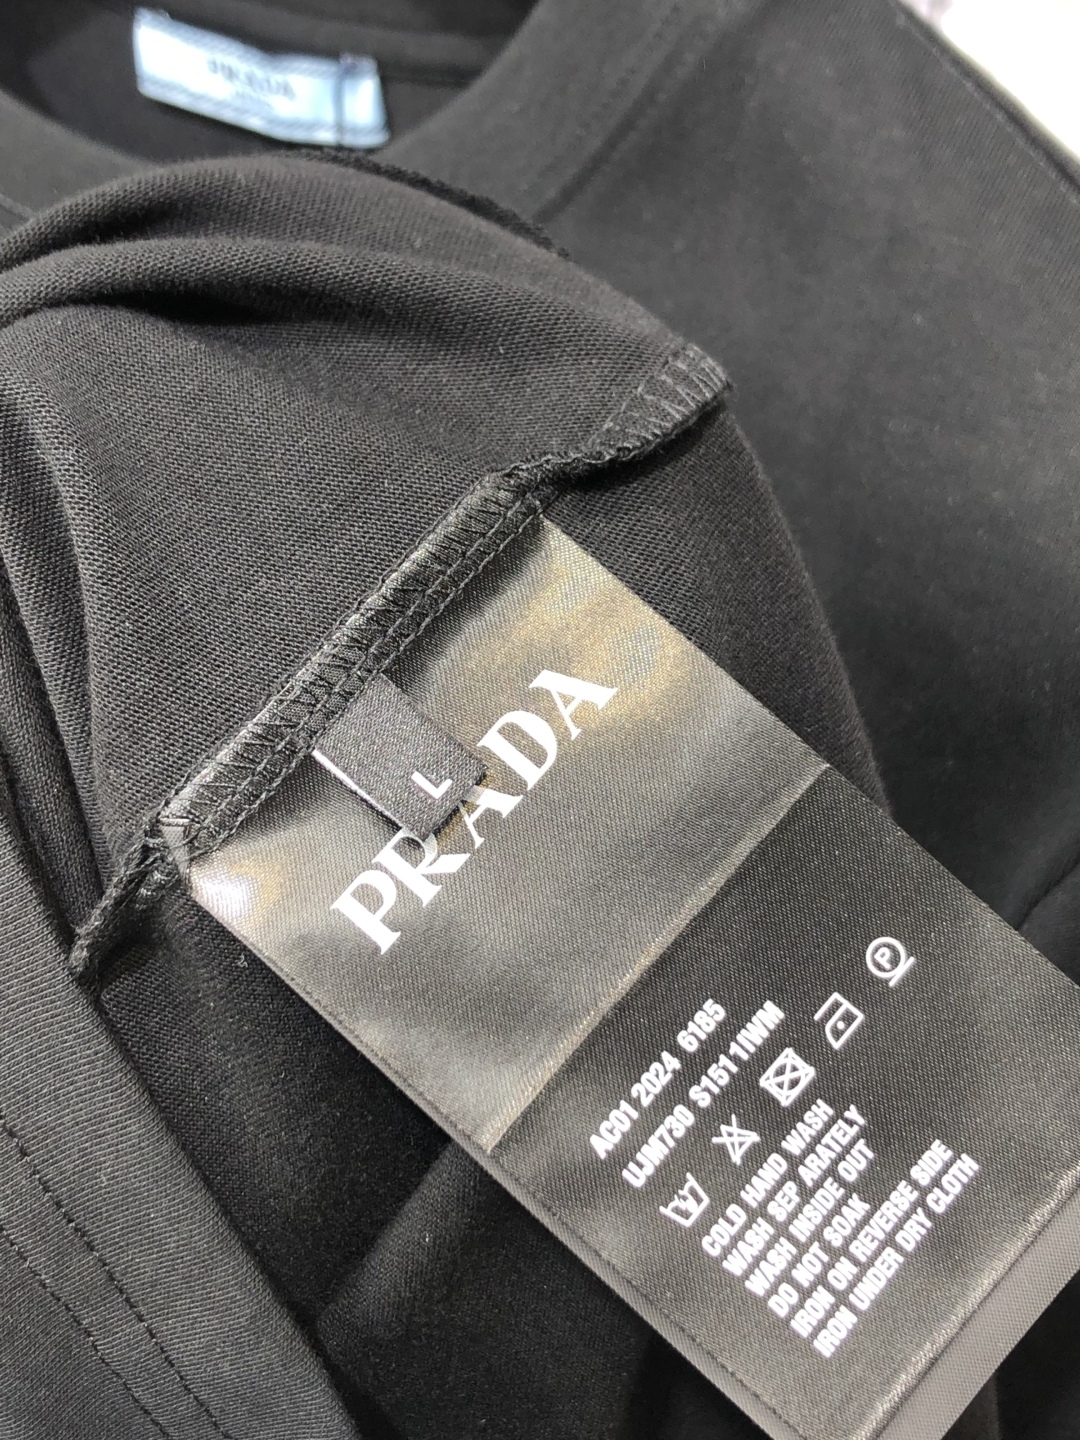 PRADA
L
PRADA
AC01 2024 6185
UJM730 S1511IWM
P
COLD HAND WASH
WASH SEP ARATELY
WASH INSIDE OUT
DO NOT SOAK
IRON ON REVERSE SIDE
IRON UNDER DRY CLOTH